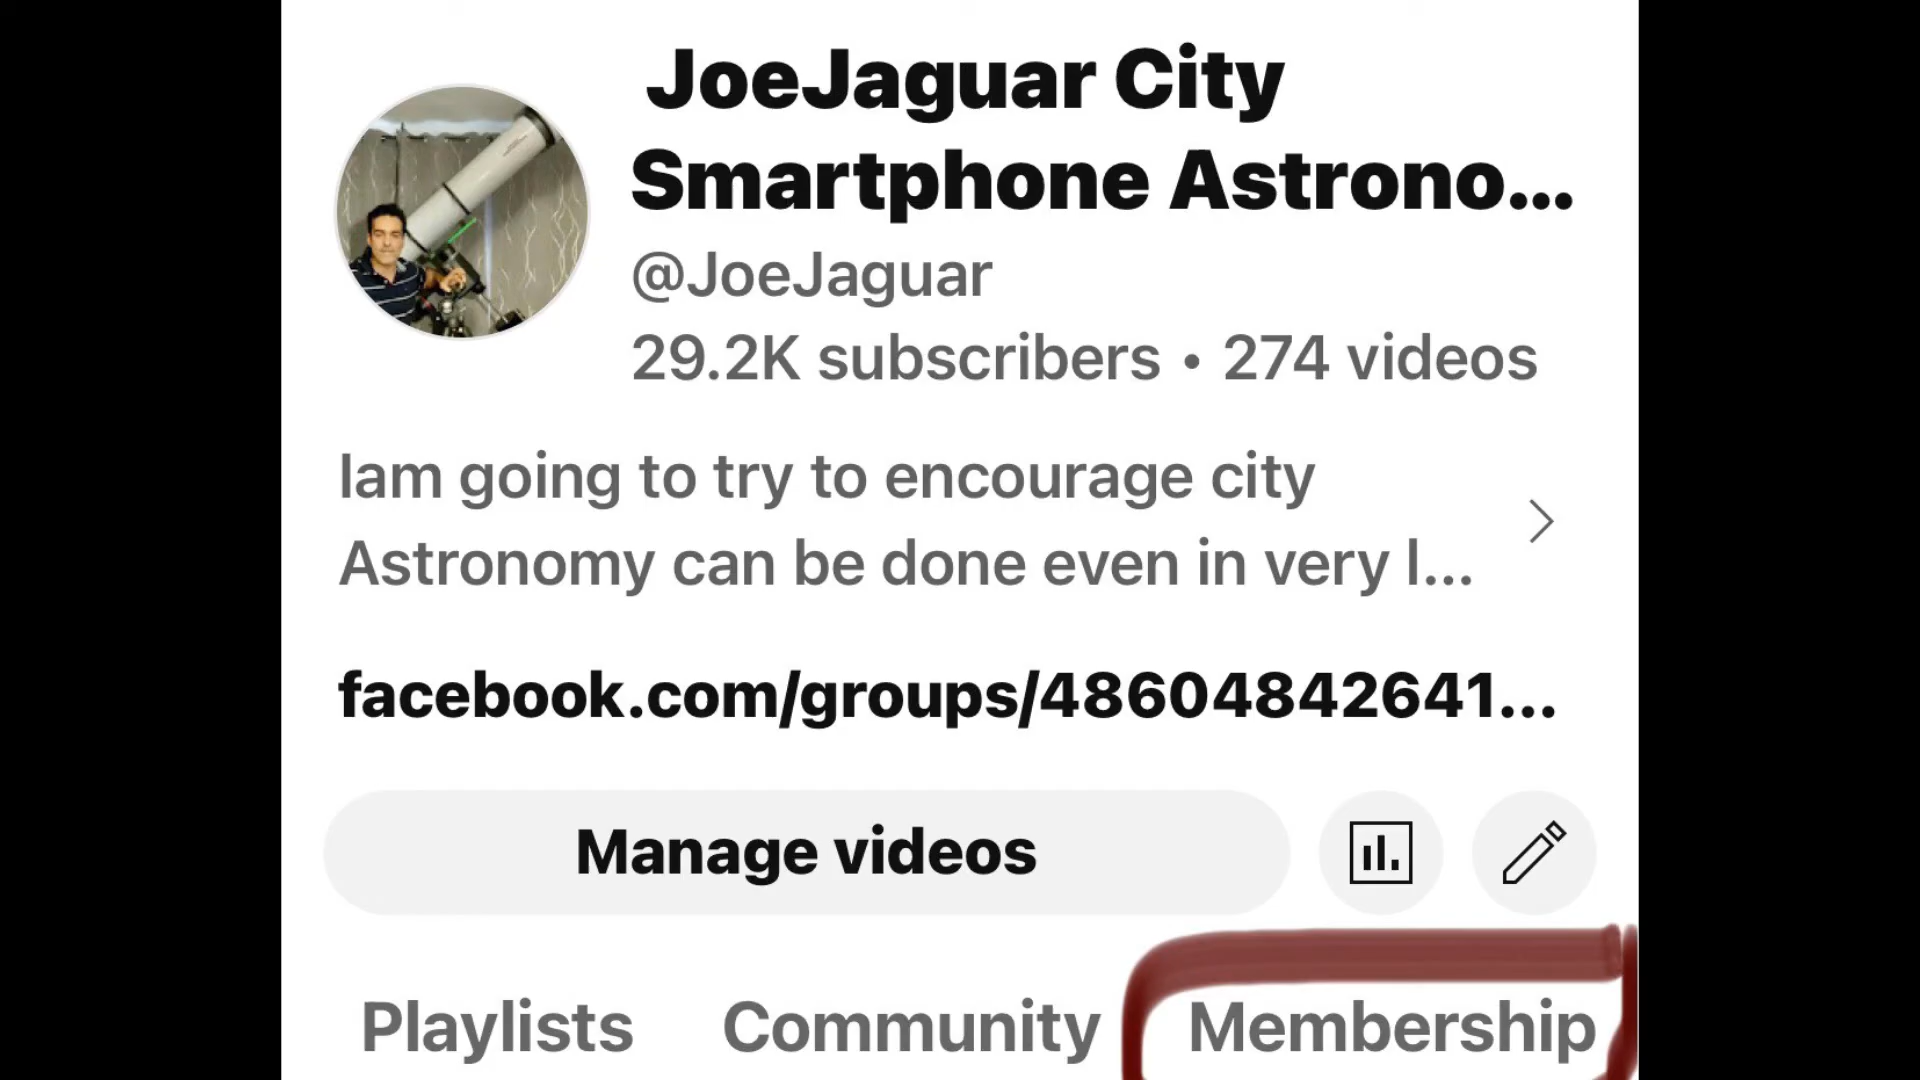 JoeJaguar City
Smartphone Astrono...
@JoeJaguar
29.2K subscribers • 274 videos
Iam going to try to encourage city
Astronomy can be done even in very l...
facebook.com/groups/48604842641...
Manage videos
Playlists Community Membership